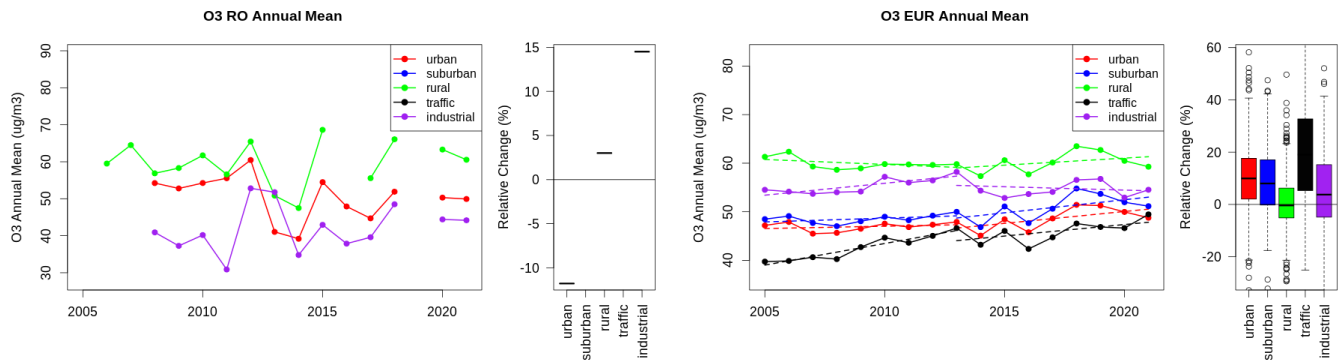 O3 RO Annual Mean
O3 Annual Mean (ug/m3)
90
80
70
60
50
40
30
2005
2010
2015
2020
urban
suburban
rural
traffic
industrial
Relative Change (%)
15
10
5
0
-5
-10
urban
suburban
rural
traffic
industrial
O3 EUR Annual Mean
O3 Annual Mean (ug/m3)
80
70
60
50
40
2005
2010
2015
2020
urban
suburban
rural
traffic
industrial
Relative Change (%)
60
40
20
0
-20
urban
suburban
rural
traffic
industrial